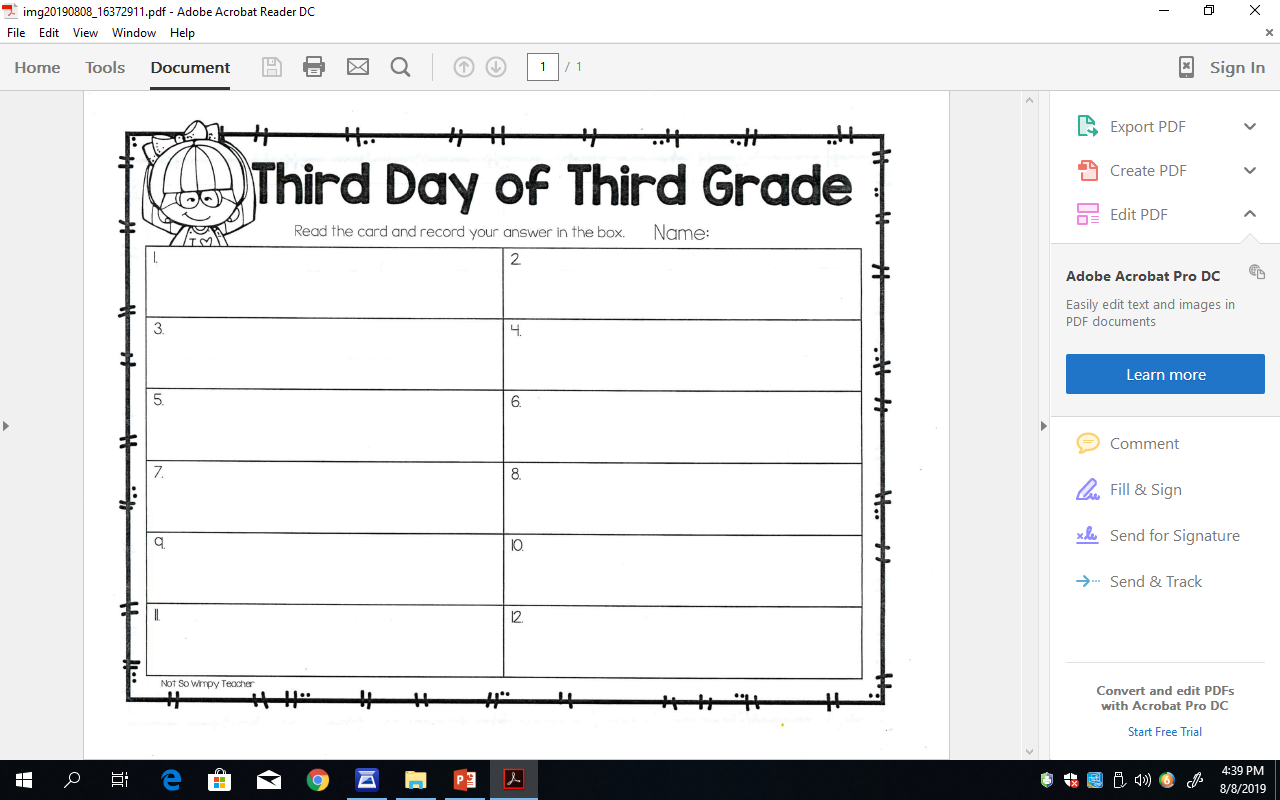 img20190808_16372911.pdf - Adobe Acrobat Reader DC
File Edit View Window Help
Home Tools Document 1 / 1 Sign In
Export PDF
Create PDF
Edit PDF
Adobe Acrobat Pro DC
Easily edit text and images in
PDF documents
Learn more
Comment
Fill & Sign
Send for Signature
Send & Track
Convert and edit PDFs
with Acrobat Pro DC
Start Free Trial
Third Day of Third Grade
Read the card and record your answer in the box. Name:
I ♥
1. 2.
3. 4.
5. 6.
7. 8.
9. 10.
11. 12.
Not So Wimpy Teacher
4:39 PM
8/8/2019